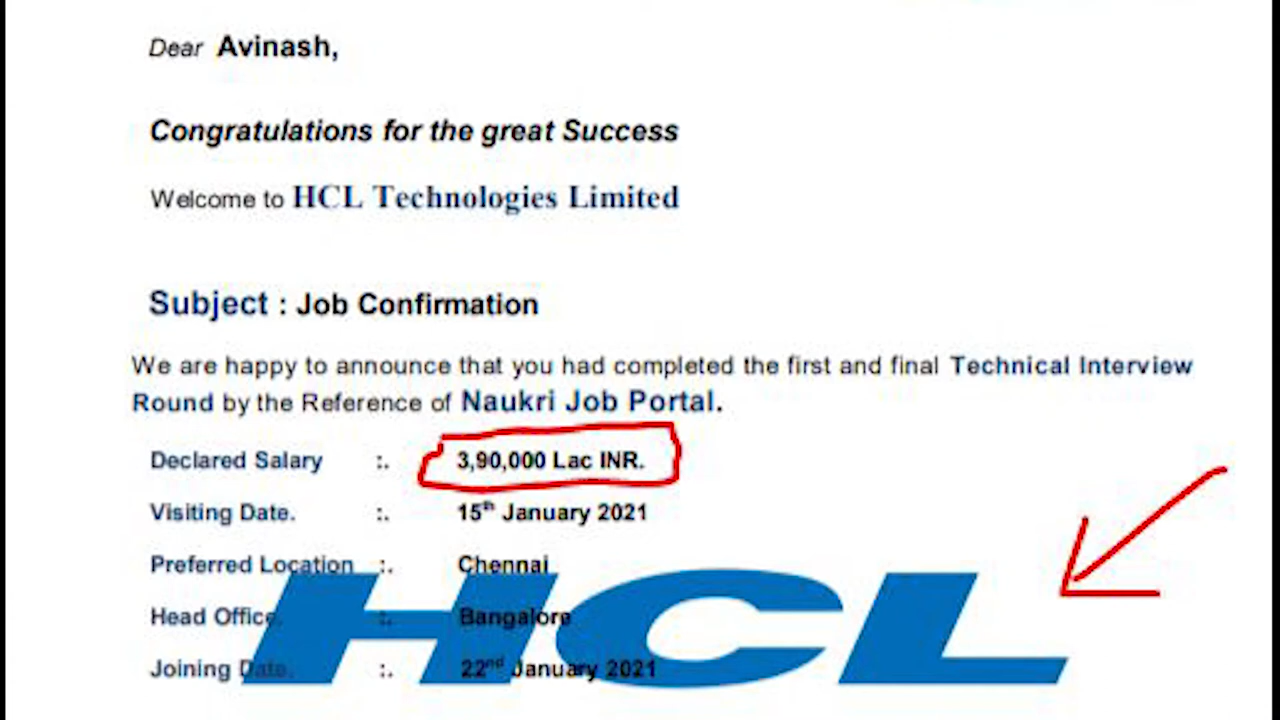 Dear Avinash,
Congratulations for the great Success
Welcome to HCL Technologies Limited
Subject : Job Confirmation
We are happy to announce that you had completed the first and final Technical Interview
Round by the Reference of Naukri Job Portal.
Declared Salary :. 3,90,000 Lac INR.
Visiting Date. :. 15th January 2021
Preferred Location :. Chennai
Head Office. :. Bangalore
Joining Date. :. 22nd January 2021
HCL